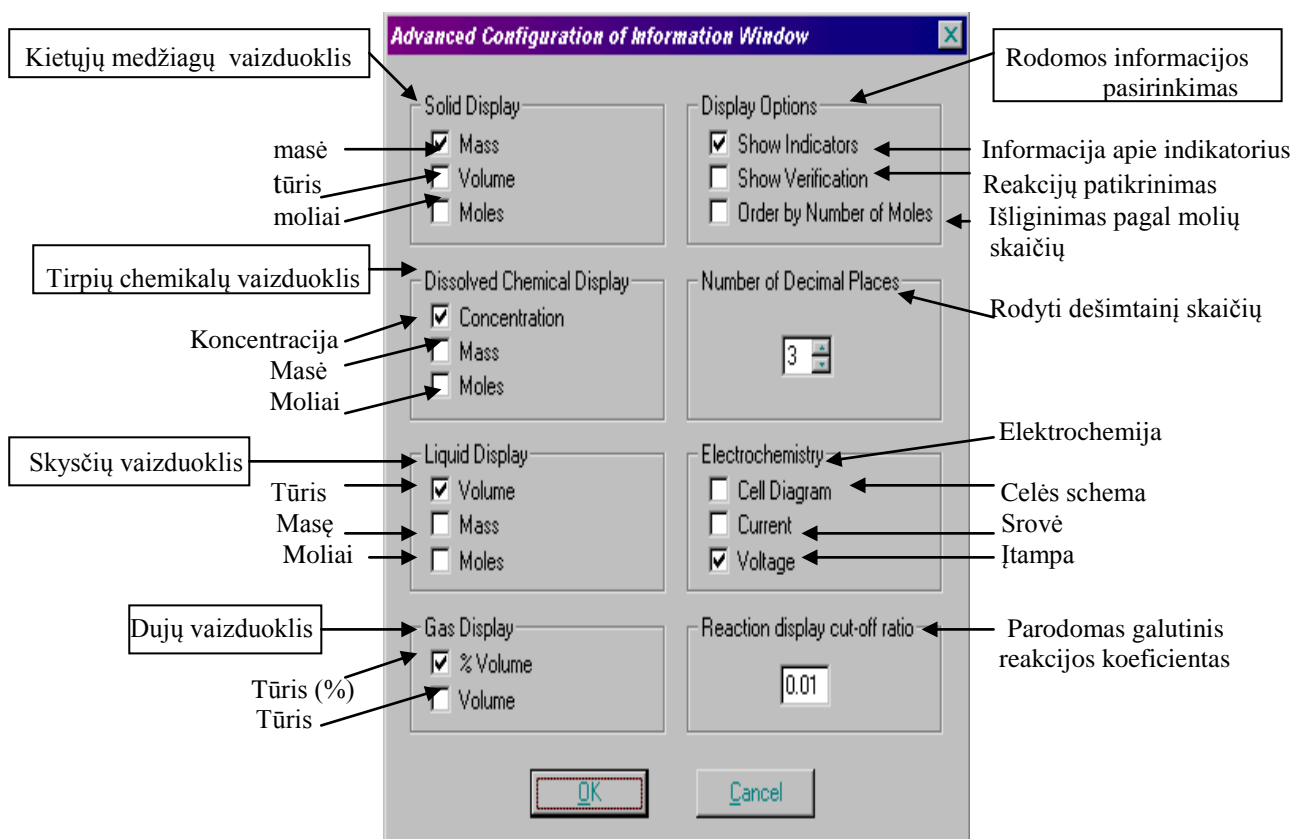 Advanced Configuration of Information Window
Kietųjų medžiagų vaizduoklis
Solid Display
masė
Mass
tūris
Volume
moliai
Moles
Rodomos informacijos
pasirinkimas
Display Options
Show Indicators
Informacija apie indikatorius
Show Verification
Reakcijų patikrinimas
Order by Number of Moles
Išliginimas pagal molių
skaičių
Tirpių chemikalų vaizduoklis
Dissolved Chemical Display
Koncentracija
Concentration
Masė
Mass
Moliai
Moles
Number of Decimal Places
Rodyti dešimtainį skaičių
3
Skysčių vaizduoklis
Liquid Display
Tūris
Volume
Masę
Mass
Moliai
Moles
Elektrochemija
Electrochemistry
Cell Diagram
Celės schema
Current
Srovė
Voltage
Įtampa
Dujų vaizduoklis
Gas Display
Tūris (%)
% Volume
Tūris
Volume
Reaction display cut-off ratio
Parodomas galutinis
reakcijos koeficientas
0.01
OK
Cancel